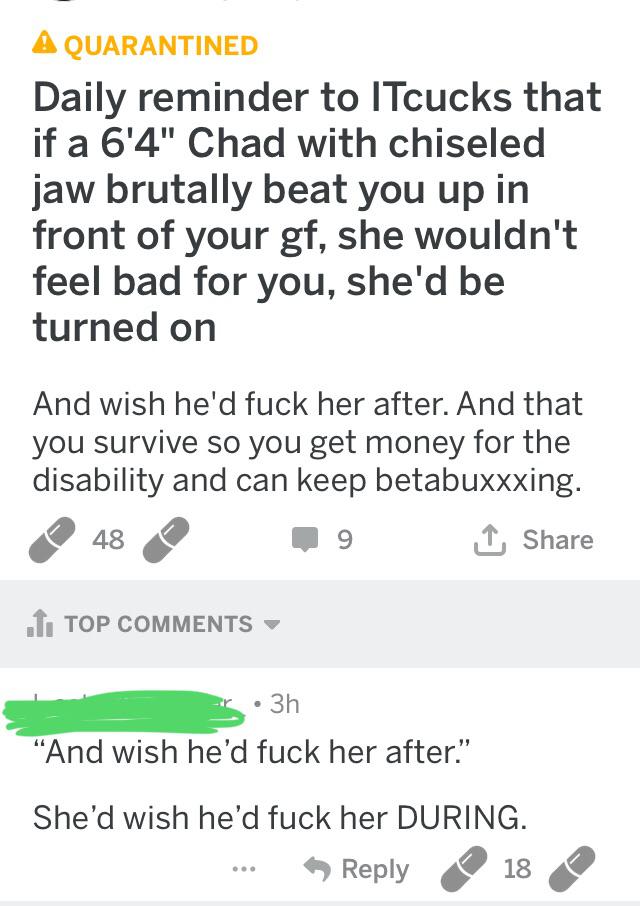 QUARANTINED
Daily reminder to ITcucks that
if a 6'4" Chad with chiseled
jaw brutally beat you up in
front of your gf, she wouldn't
feel bad for you, she'd be
turned on
And wish he'd fuck her after. And that
you survive so you get money for the
disability and can keep betabuxxxing.
48
9
Share
TOP COMMENTS
• 3h
“And wish he’d fuck her after.”
She’d wish he’d fuck her DURING.
... Reply 18